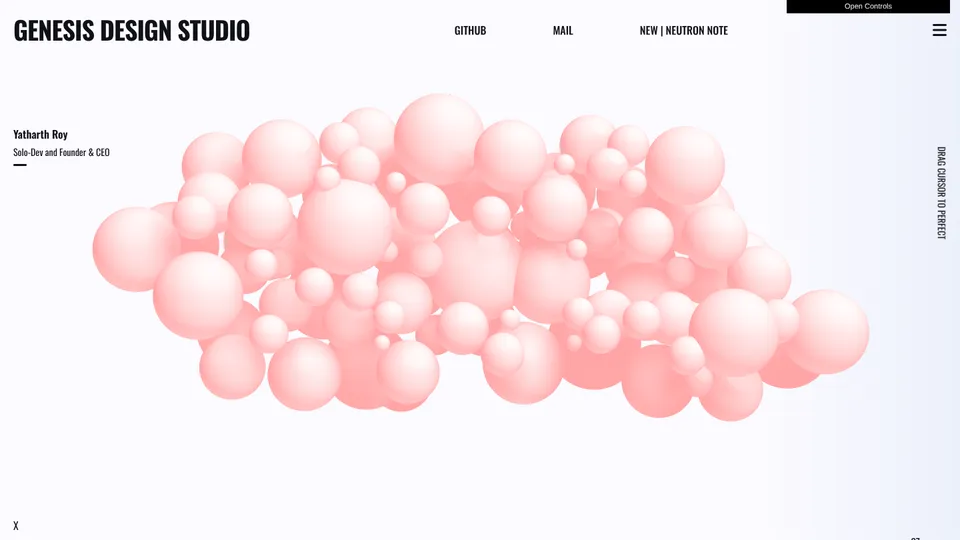 Open Controls
GENESIS DESIGN STUDIO
GITHUB
MAIL
NEW | NEUTRON NOTE
Yatharth Roy
Solo-Dev and Founder & CEO
DRAG CURSOR TO PERFECT
X